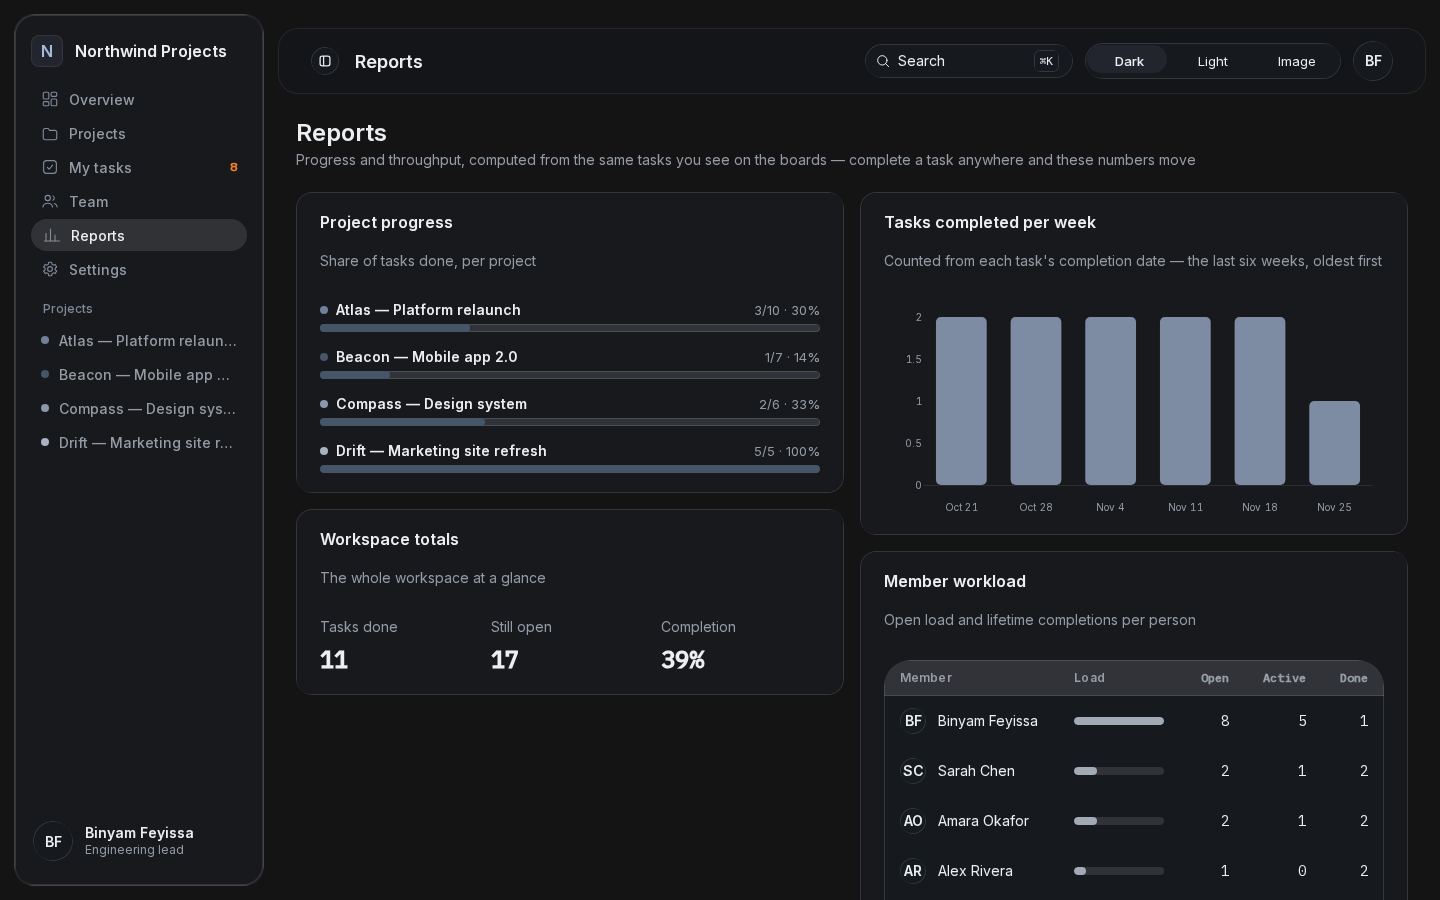 N Northwind Projects
Overview
Projects
My tasks 8
Team
Reports
Settings
Projects
Atlas — Platform relaun...
Beacon — Mobile app ...
Compass — Design sys...
Drift — Marketing site r...
BF Binyam Feyissa
Engineering lead
Reports
Search ⌘K
Dark Light Image
BF
Reports
Progress and throughput, computed from the same tasks you see on the boards — complete a task anywhere and these numbers move
Project progress
Share of tasks done, per project
Atlas — Platform relaunch 3/10 · 30%
Beacon — Mobile app 2.0 1/7 · 14%
Compass — Design system 2/6 · 33%
Drift — Marketing site refresh 5/5 · 100%
Workspace totals
The whole workspace at a glance
Tasks done Still open Completion
11 17 39%
Tasks completed per week
Counted from each task's completion date — the last six weeks, oldest first
2
1.5
1
0.5
0
Oct 21 Oct 28 Nov 4 Nov 11 Nov 18 Nov 25
Member workload
Open load and lifetime completions per person
Member Load Open Active Done
BF Binyam Feyissa 8 5 1
SC Sarah Chen 2 1 2
AO Amara Okafor 2 1 2
AR Alex Rivera 1 0 2